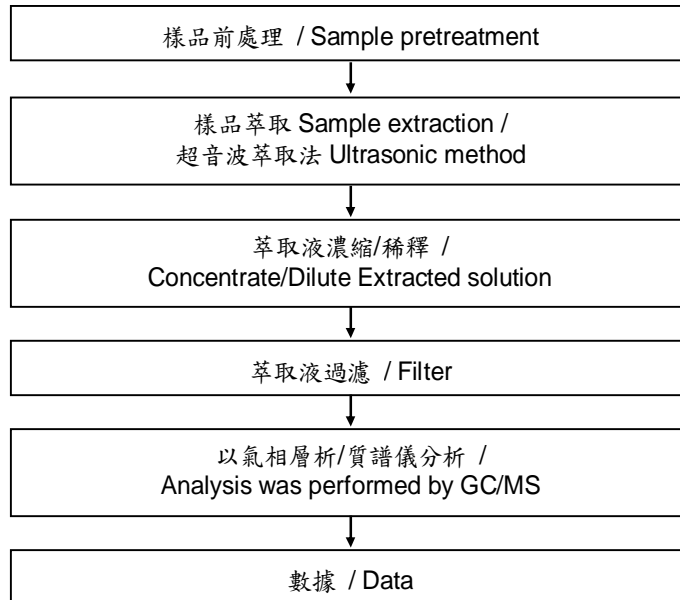 樣品前處理 / Sample pretreatment
樣品萃取 Sample extraction /
超音波萃取法 Ultrasonic method
萃取液濃縮/稀釋 /
Concentrate/Dilute Extracted solution
萃取液過濾 / Filter
以氣相層析/質譜儀分析 /
Analysis was performed by GC/MS
數據 / Data